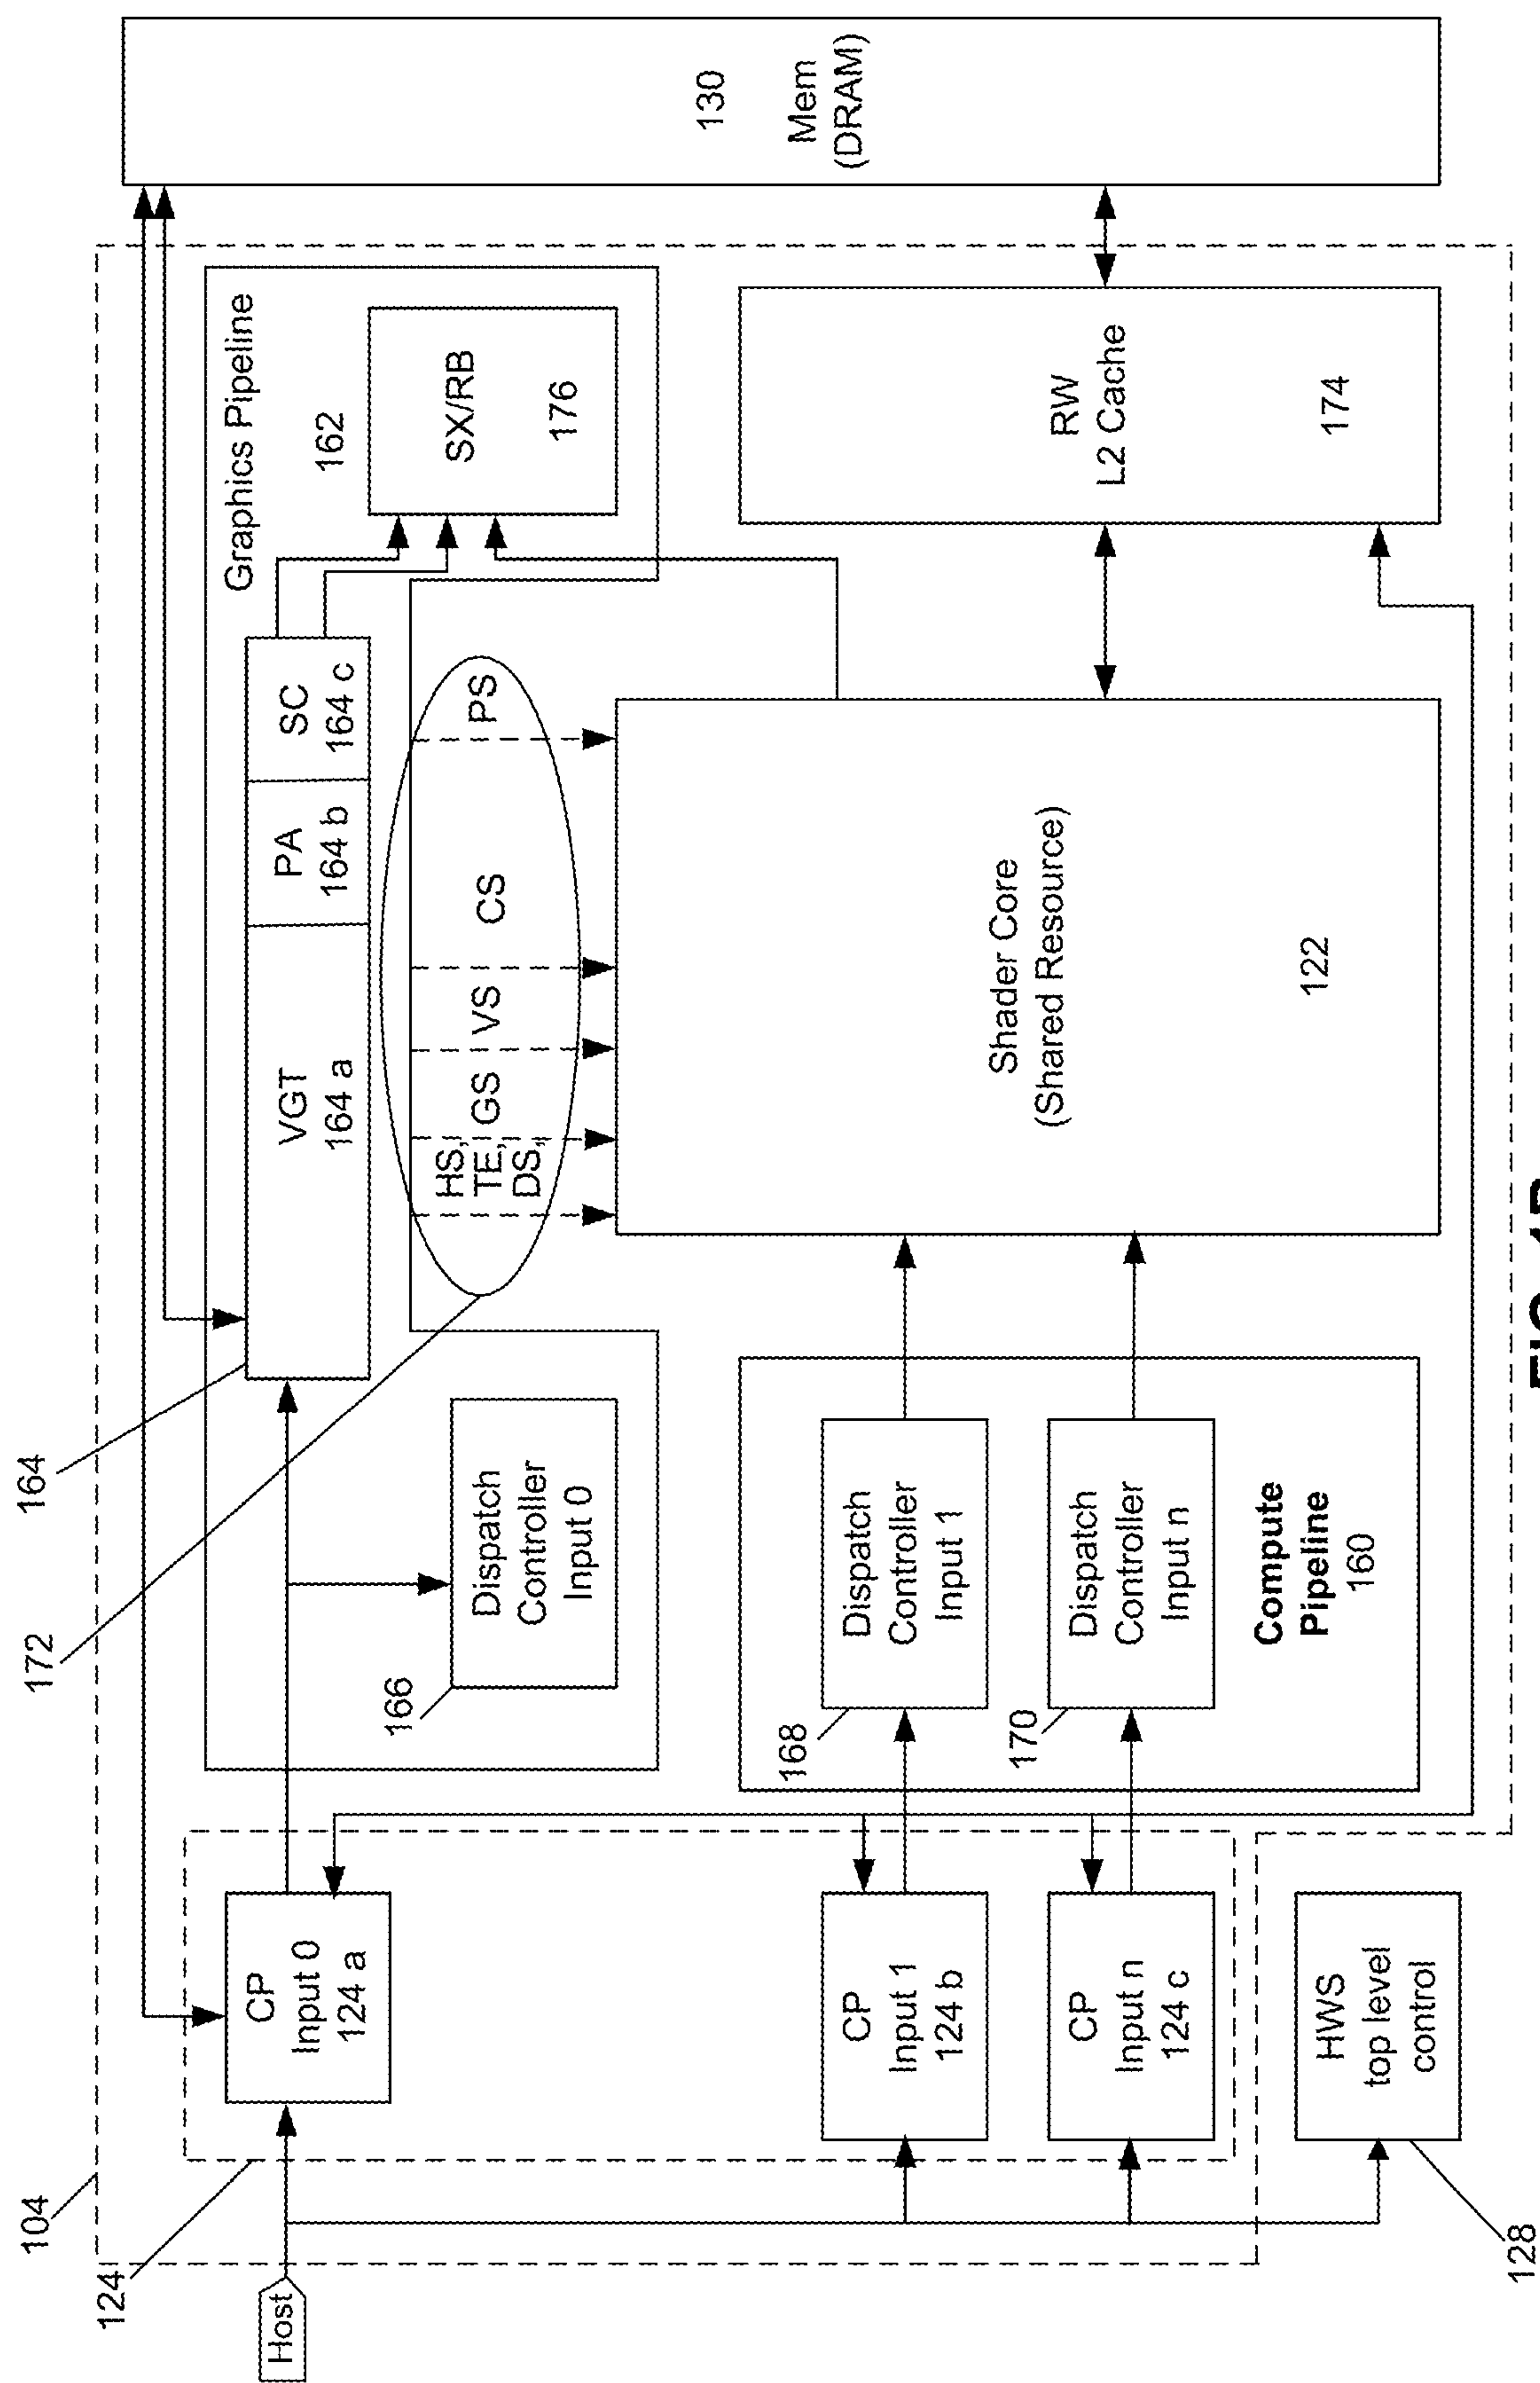 104
124
Host
CP
Input 0
124 a
CP
Input 1
124 b
CP
Input n
124 c
HWS
top level
control
128
172
164
166
Dispatch
Controller
Input 0
168
Dispatch
Controller
Input 1
170
Dispatch
Controller
Input n
Compute
Pipeline
160
VGT
164 a
PA
164 b
SC
164 c
HS,
TE,
DS,
GS
VS
CS
PS
Graphics Pipeline
162
SX/RB
176
Shader Core
(Shared Resource)
122
RW
L2 Cache
174
130
Mem
(DRAM)